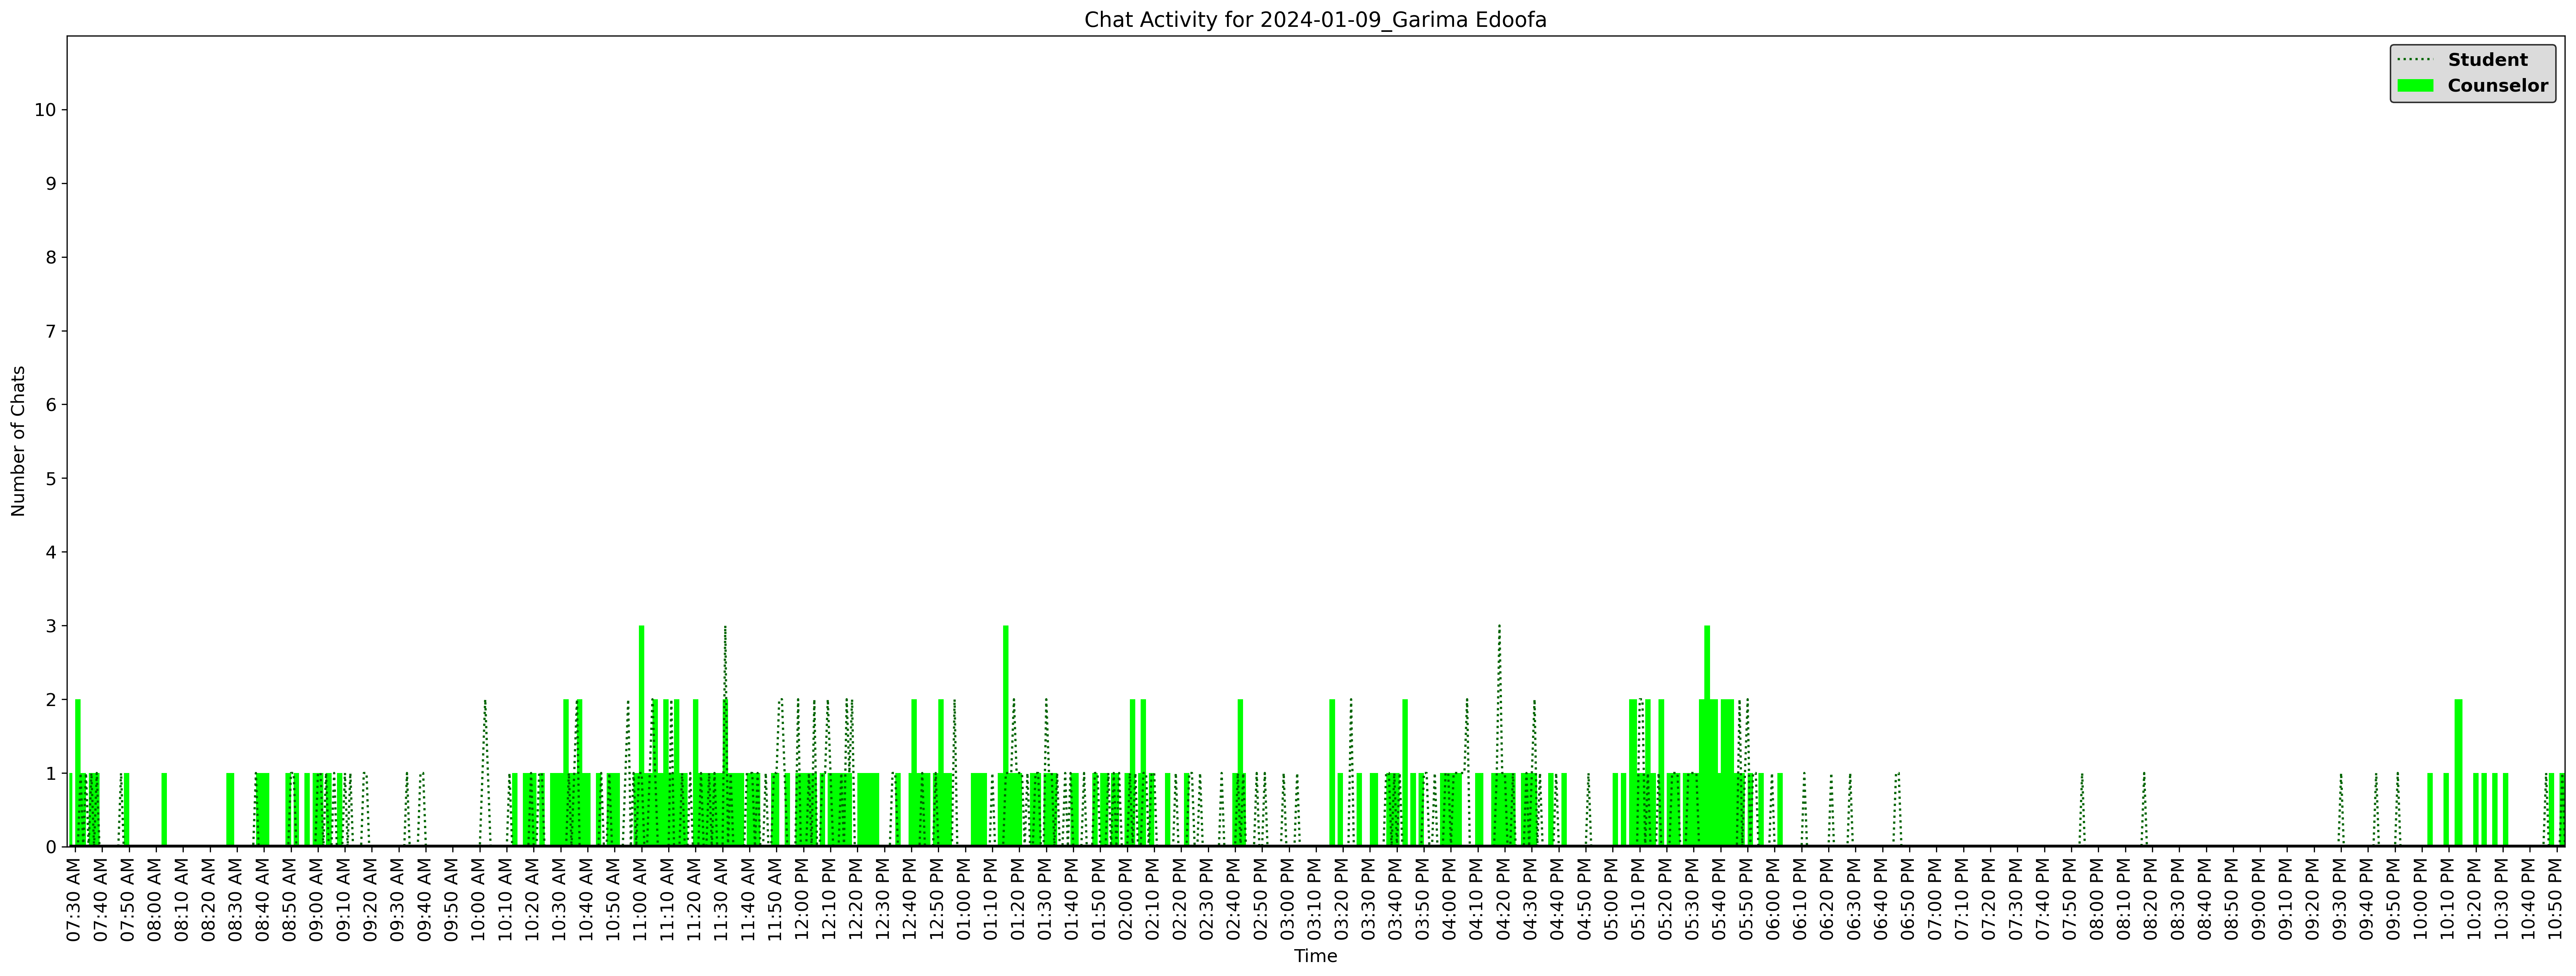 Chat Activity for 2024-01-09_Garima Edoofa
Student
Counselor
Number of Chats
10
9
8
7
6
5
4
3
2
1
0
07:30 AM
07:40 AM
07:50 AM
08:00 AM
08:10 AM
08:20 AM
08:30 AM
08:40 AM
08:50 AM
09:00 AM
09:10 AM
09:20 AM
09:30 AM
09:40 AM
09:50 AM
10:00 AM
10:10 AM
10:20 AM
10:30 AM
10:40 AM
10:50 AM
11:00 AM
11:10 AM
11:20 AM
11:30 AM
11:40 AM
11:50 AM
12:00 PM
12:10 PM
12:20 PM
12:30 PM
12:40 PM
12:50 PM
01:00 PM
01:10 PM
01:20 PM
01:30 PM
01:40 PM
01:50 PM
02:00 PM
02:10 PM
02:20 PM
02:30 PM
02:40 PM
02:50 PM
03:00 PM
03:10 PM
03:20 PM
03:30 PM
03:40 PM
03:50 PM
04:00 PM
04:10 PM
04:20 PM
04:30 PM
04:40 PM
04:50 PM
05:00 PM
05:10 PM
05:20 PM
05:30 PM
05:40 PM
05:50 PM
06:00 PM
06:10 PM
06:20 PM
06:30 PM
06:40 PM
06:50 PM
07:00 PM
07:10 PM
07:20 PM
07:30 PM
07:40 PM
07:50 PM
08:00 PM
08:10 PM
08:20 PM
08:30 PM
08:40 PM
08:50 PM
09:00 PM
09:10 PM
09:20 PM
09:30 PM
09:40 PM
09:50 PM
10:00 PM
10:10 PM
10:20 PM
10:30 PM
10:40 PM
10:50 PM
Time